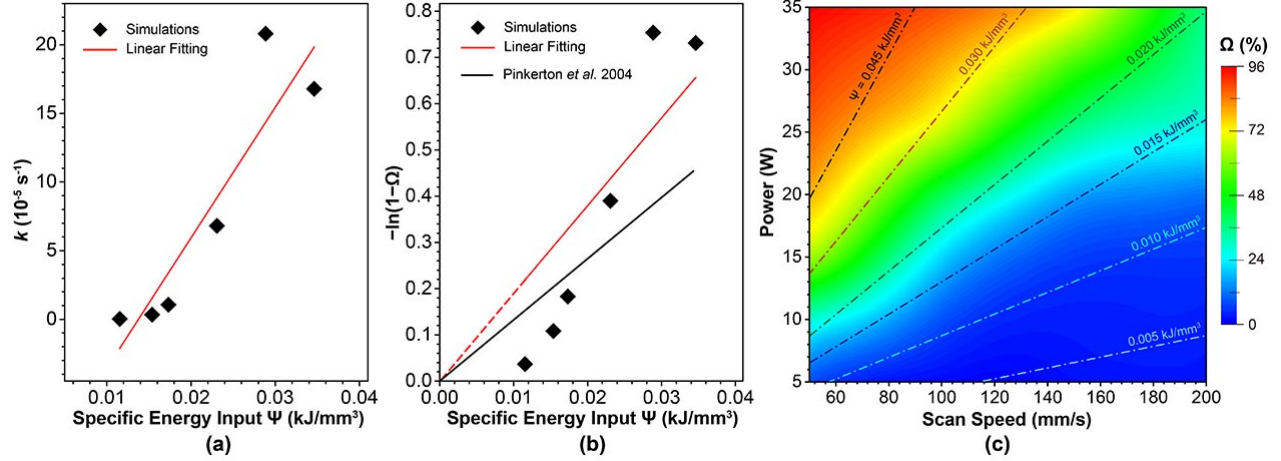 20
15
10
5
0
k (10⁻⁵ s⁻¹)
Simulations
Linear Fitting
0.01 0.02 0.03 0.04
Specific Energy Input Ψ (kJ/mm³)
(a)
0.8
0.7
0.6
0.5
0.4
0.3
0.2
0.1
0.0
−ln(1−Ω)
Simulations
Linear Fitting
Pinkerton et al. 2004
0.00 0.01 0.02 0.03 0.04
Specific Energy Input Ψ (kJ/mm³)
(b)
35
30
25
20
15
10
5
Power (W)
Ψ = 0.045 kJ/mm³
0.030 kJ/mm³
0.020 kJ/mm³
0.015 kJ/mm³
0.010 kJ/mm³
0.005 kJ/mm³
60 80 100 120 140 160 180 200
Scan Speed (mm/s)
(c)
Ω (%)
96
72
48
24
0